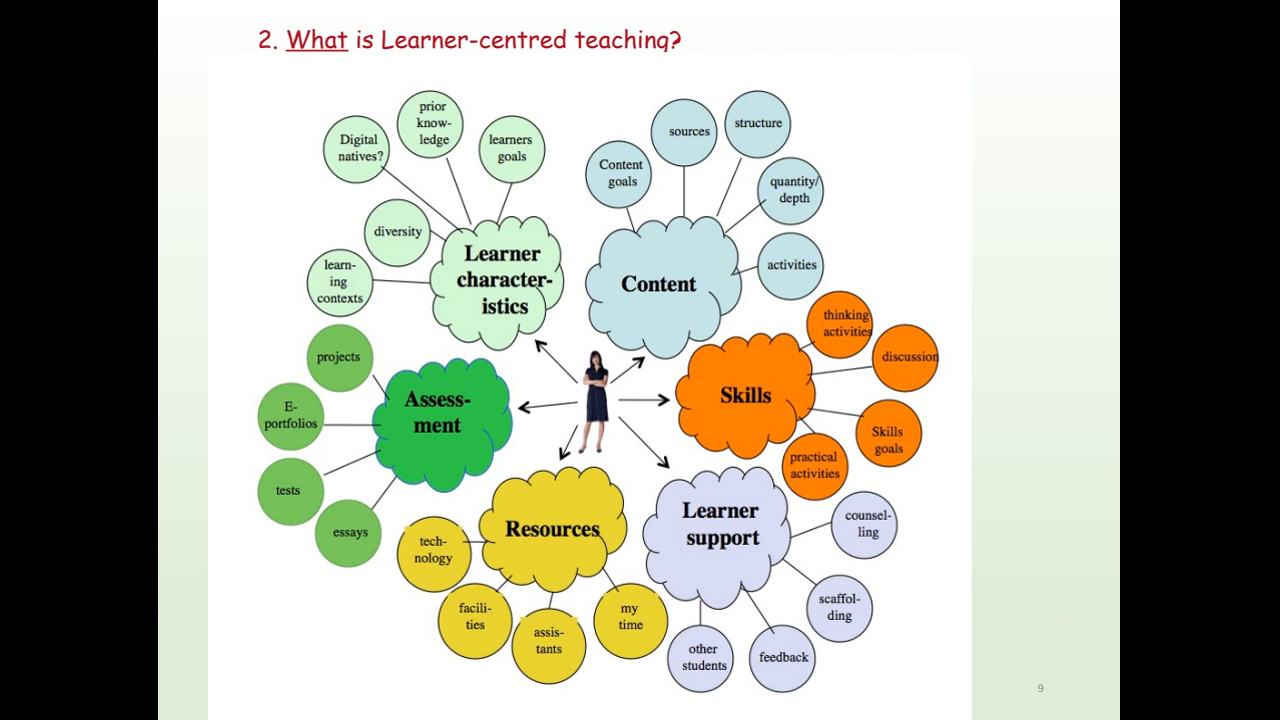 2. What is Learner-centred teaching?
prior
know-
ledge
Digital
natives?
learners
goals
diversity
learn-
ing
contexts
Learner
character-
istics
Content
goals
sources
structure
quantity/
depth
activities
Content
thinking
activities
discussion
Skills
goals
practical
activities
Skills
projects
E-
portfolios
tests
essays
Assess-
ment
Resources
tech-
nology
facili-
ties
assis-
tants
my
time
Learner
support
counsel-
ling
scaffol-
ding
feedback
other
students
9